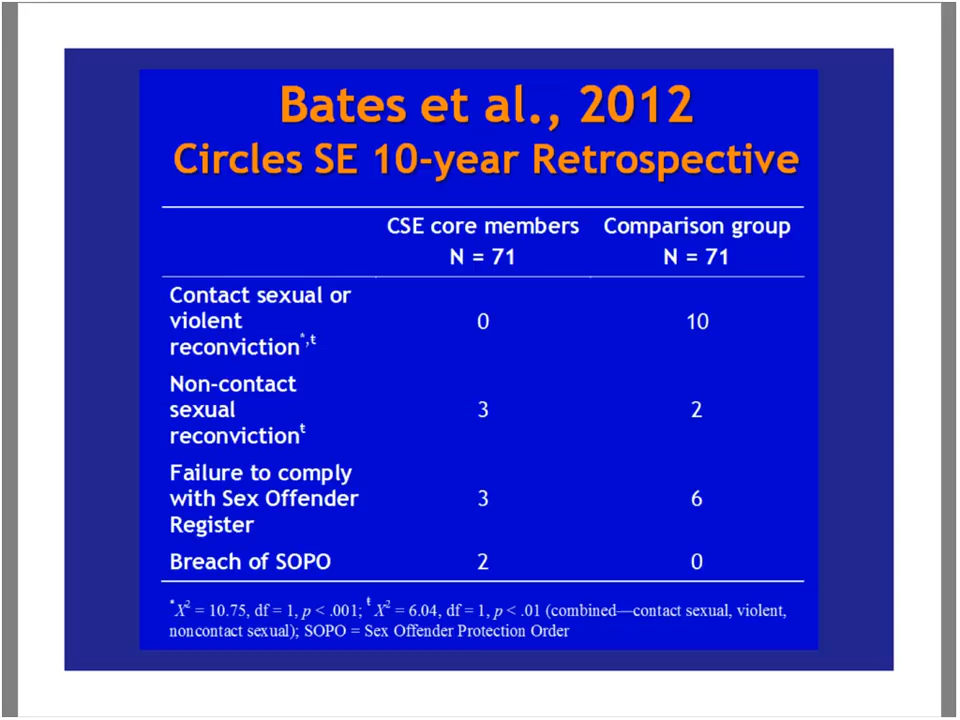 Bates et al., 2012
Circles SE 10-year Retrospective
CSE core members Comparison group
N = 71 N = 71
Contact sexual or
violent 0 10
reconviction*,ŧ
Non-contact
sexual 3 2
reconvictionŧ
Failure to comply
with Sex Offender 3 6
Register
Breach of SOPO 2 0
*X² = 10.75, df = 1, p < .001; ŧ X² = 6.04, df = 1, p < .01 (combined—contact sexual, violent,
noncontact sexual); SOPO = Sex Offender Protection Order